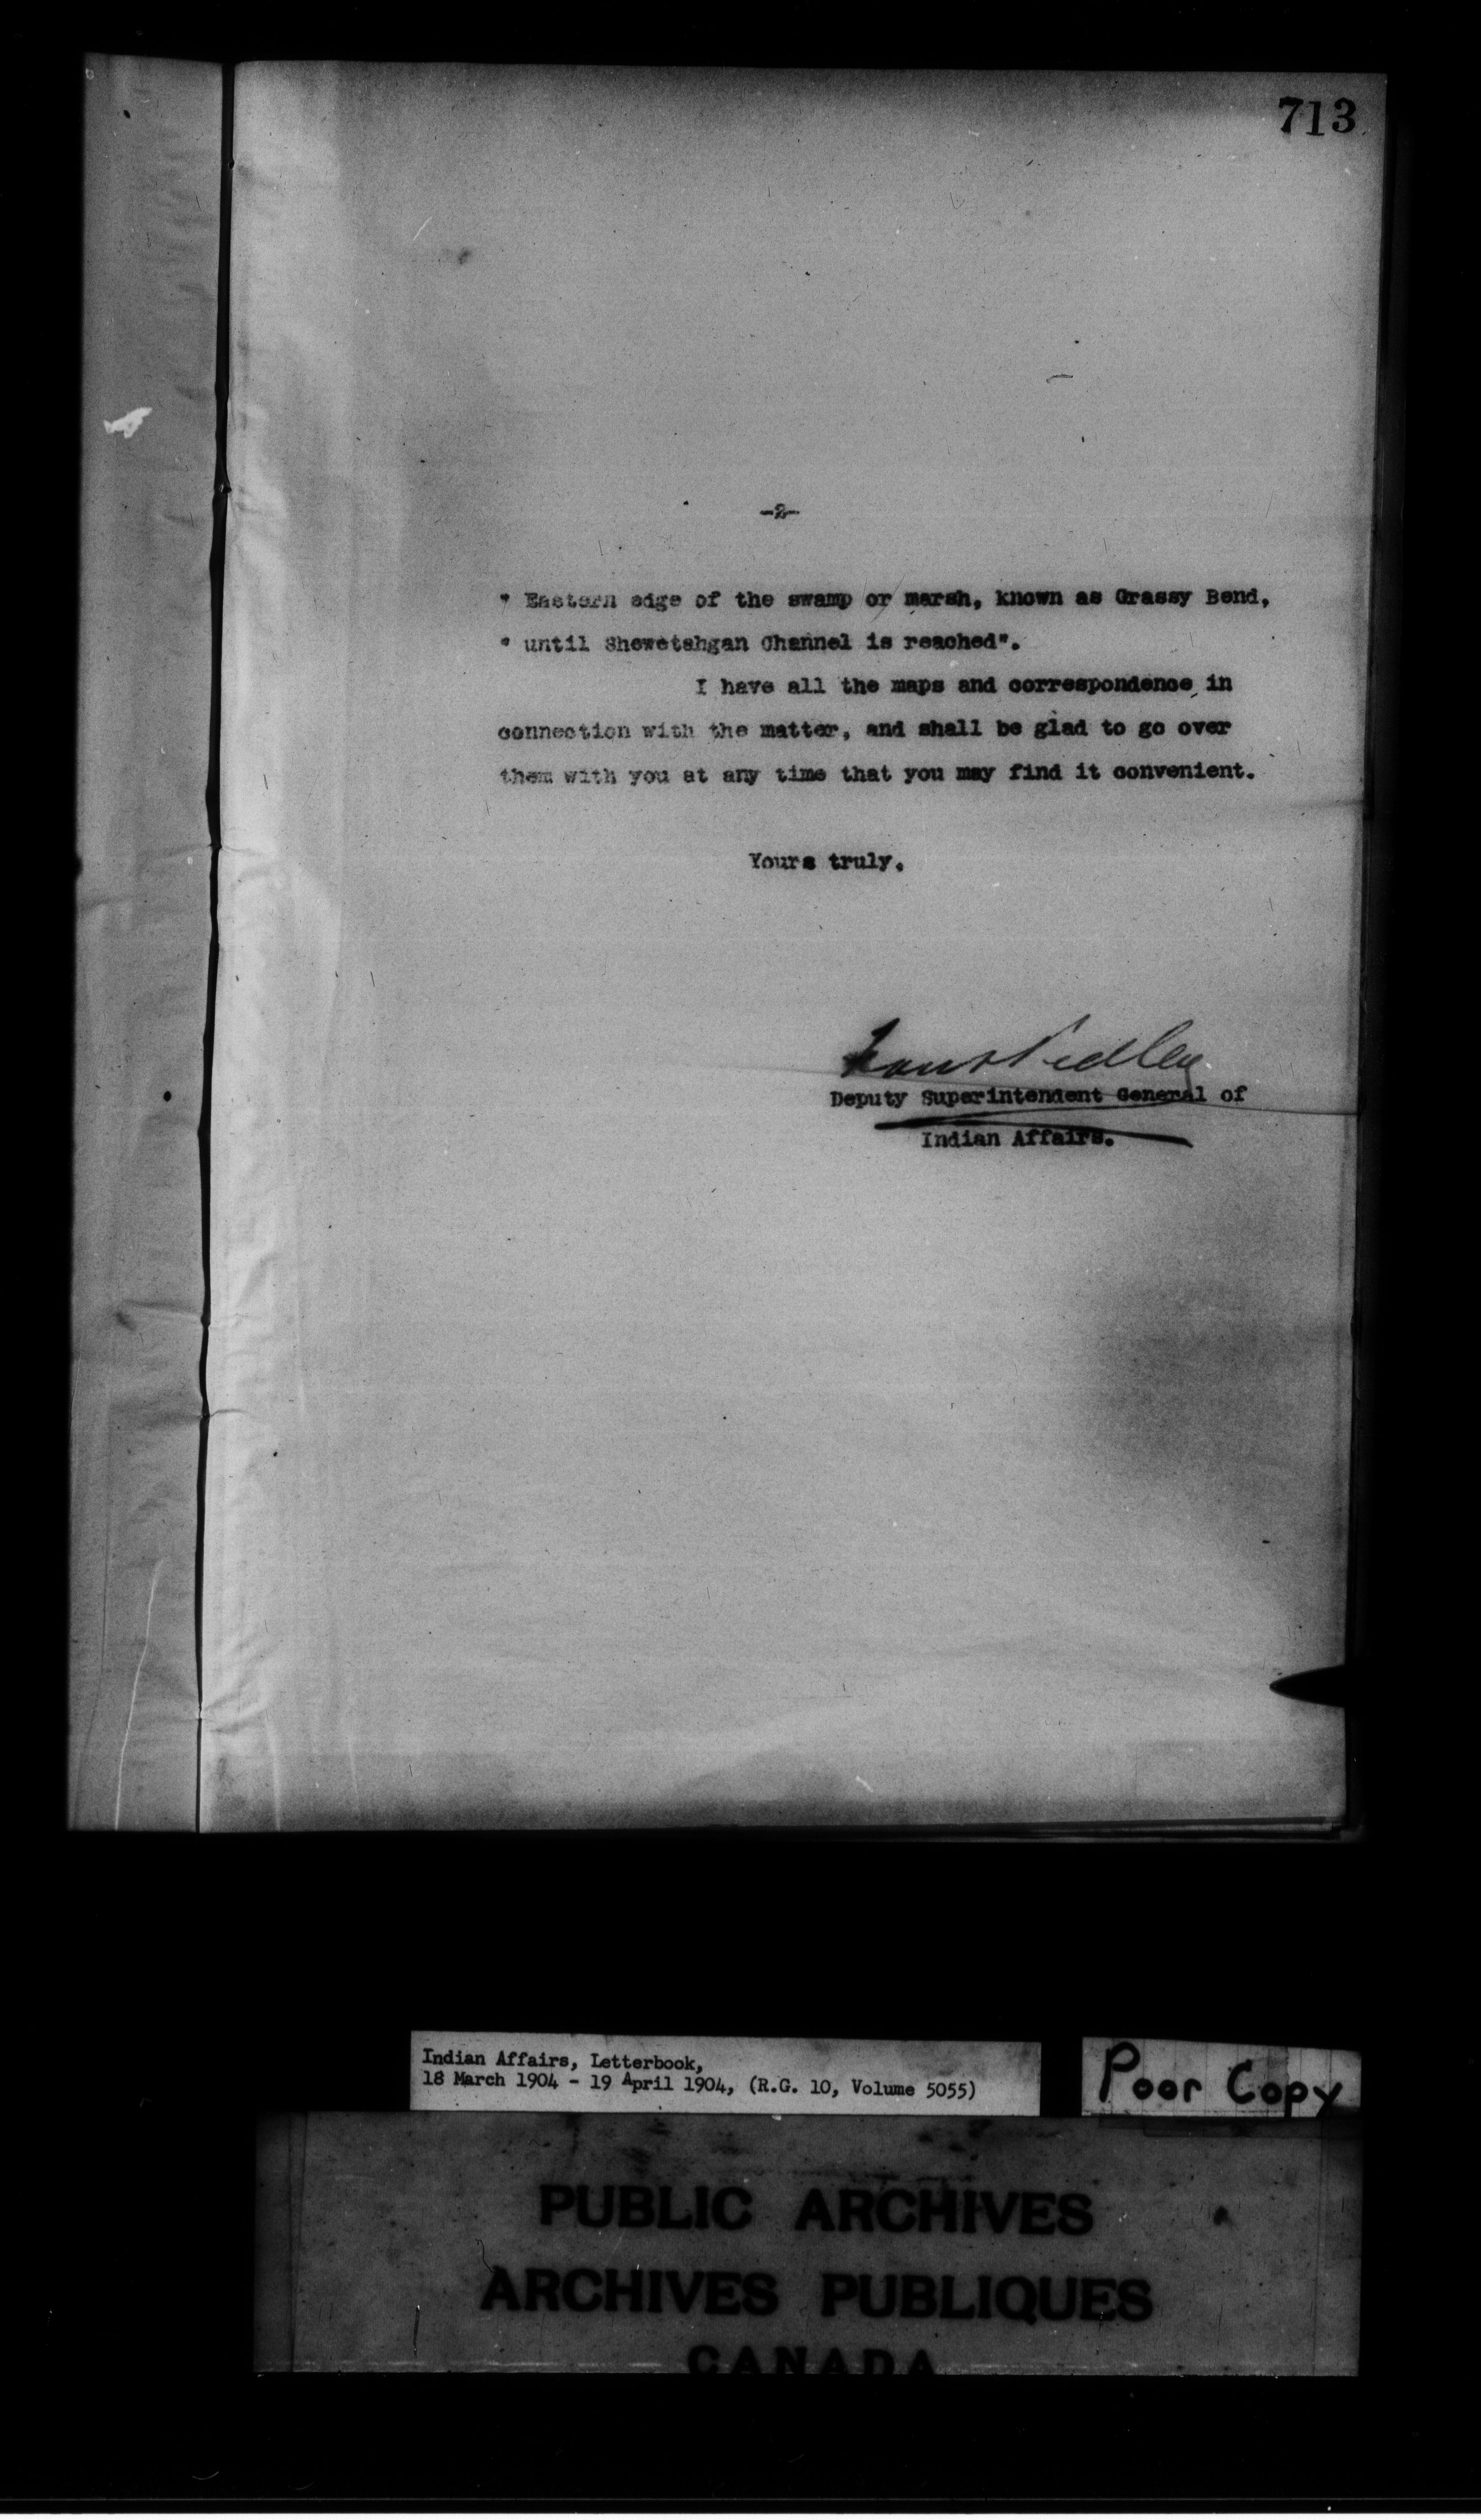 713
-2-
" Eastern edge of the swamp or marsh, known as Grassy Bend,
" until Shewetahgan Channel is reached".
I have all the maps and correspondence in
connection with the matter, and shall be glad to go over
them with you at any time that you may find it convenient.
Yours truly,
Frank Pedley
Deputy Superintendent General of
Indian Affairs.
Indian Affairs, Letterbook,
18 March 1904 - 19 April 1904, (R.G. 10, Volume 5055)
Poor Copy
PUBLIC ARCHIVES
ARCHIVES PUBLIQUES
CANADA